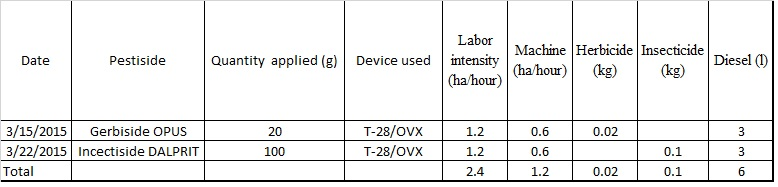 Date Pestiside Quantity applied (g) Device used Labor intensity (ha/hour) Machine (ha/hour) Herbicide (kg) Insecticide (kg) Diesel (l)
3/15/2015 Gerbiside OPUS 20 T-28/OVX 1.2 0.6 0.02 3
3/22/2015 Incectiside DALPRIT 100 T-28/OVX 1.2 0.6 0.1 3
Total 2.4 1.2 0.02 0.1 6